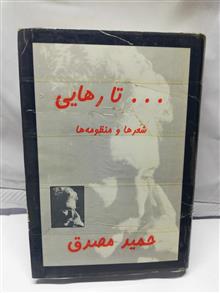 ... تا رهایی
شعرها و منظومه‌ها
حمید مصدق